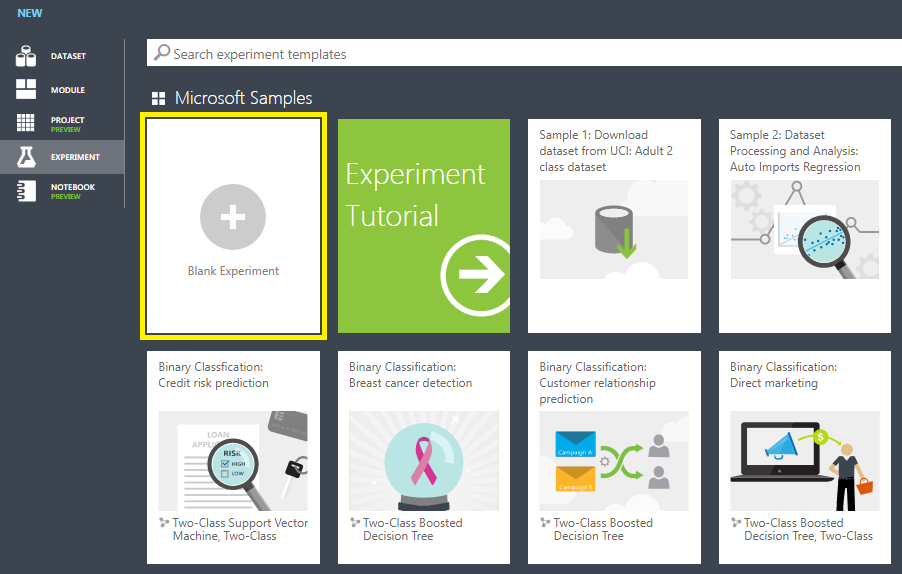 NEW
DATASET
MODULE
PROJECT
PREVIEW
EXPERIMENT
NOTEBOOK
PREVIEW
Search experiment templates
Microsoft Samples
Blank Experiment
Experiment
Tutorial
Sample 1: Download
dataset from UCI: Adult 2
class dataset
Sample 2: Dataset
Processing and Analysis:
Auto Imports Regression
Binary Classfication:
Credit risk prediction
LOAN
APPLIC
RISK
HIGH
LOW
Two-Class Support Vector
Machine, Two-Class
Binary Classification:
Breast cancer detection
Two-Class Boosted
Decision Tree
Binary Classification:
Customer relationship
prediction
Campaign A
Campaign B
Two-Class Boosted
Decision Tree
Binary Classification:
Direct marketing
$
Two-Class Boosted
Decision Tree, Two-Class